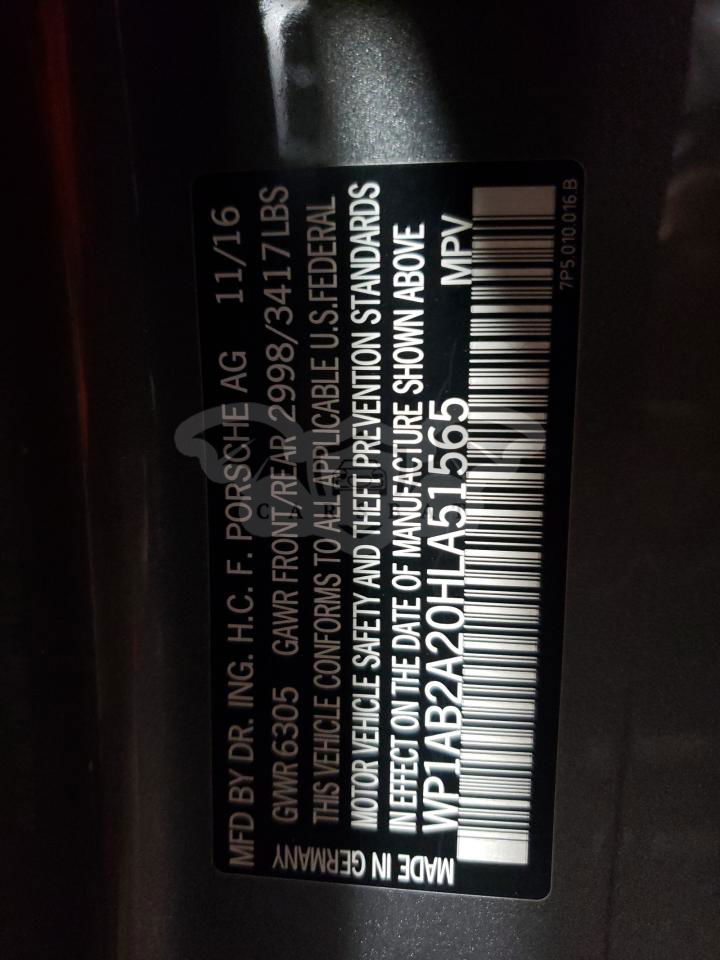 MFD BY DR. ING. H.C. F. PORSCHE AG 11/16
GWR 6305 GAWR FRONT/REAR 2998/3417LBS
THIS VEHICLE CONFORMS TO ALL APPLICABLE U.S.FEDERAL
MOTOR VEHICLE SAFETY AND THEFT PREVENTION STANDARDS
IN EFFECT ON THE DATE OF MANUFACTURE SHOWN ABOVE
WP1AB2A20HLA51565 MPV
MADE IN GERMANY
7P5.010.016.B